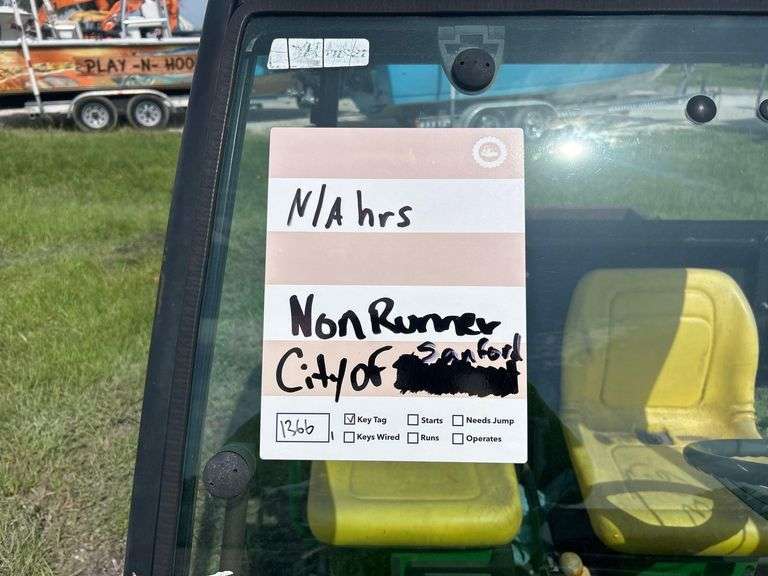 PLAY -N- HOO
N/A hrs
Non Runner
City of Sanford
1366
☑ Key Tag ☐ Starts ☐ Needs Jump
☐ Keys Wired ☐ Runs ☐ Operates